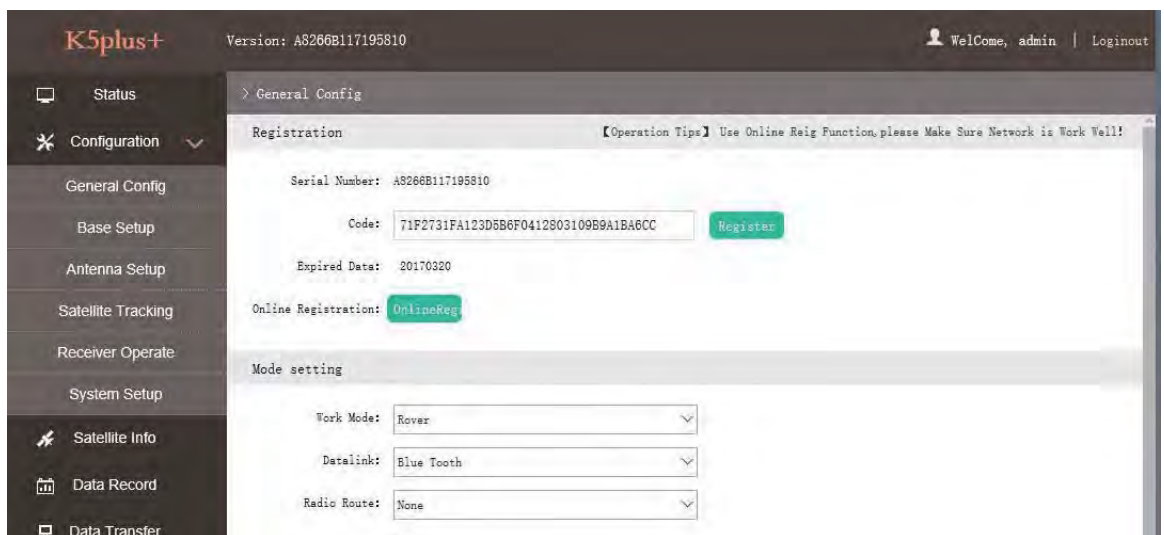 K5plus+
Version: A8266B117195810
WelCome, admin | Loginout
Status
Configuration
General Config
Base Setup
Antenna Setup
Satellite Tracking
Receiver Operate
System Setup
Satellite Info
Data Record
Data Transfer
> General Config
Registration
【Operation Tips】 Use Online Reig Function,please Make Sure Network is Work Well!
Serial Number: A8266B117195810
Code: 71F2731FA123D5B6F0412803109B9A1BA6CC Register
Expired Data: 20170320
Online Registration: OnlineReg
Mode setting
Work Mode: Rover
Datalink: Blue Tooth
Radio Route: None